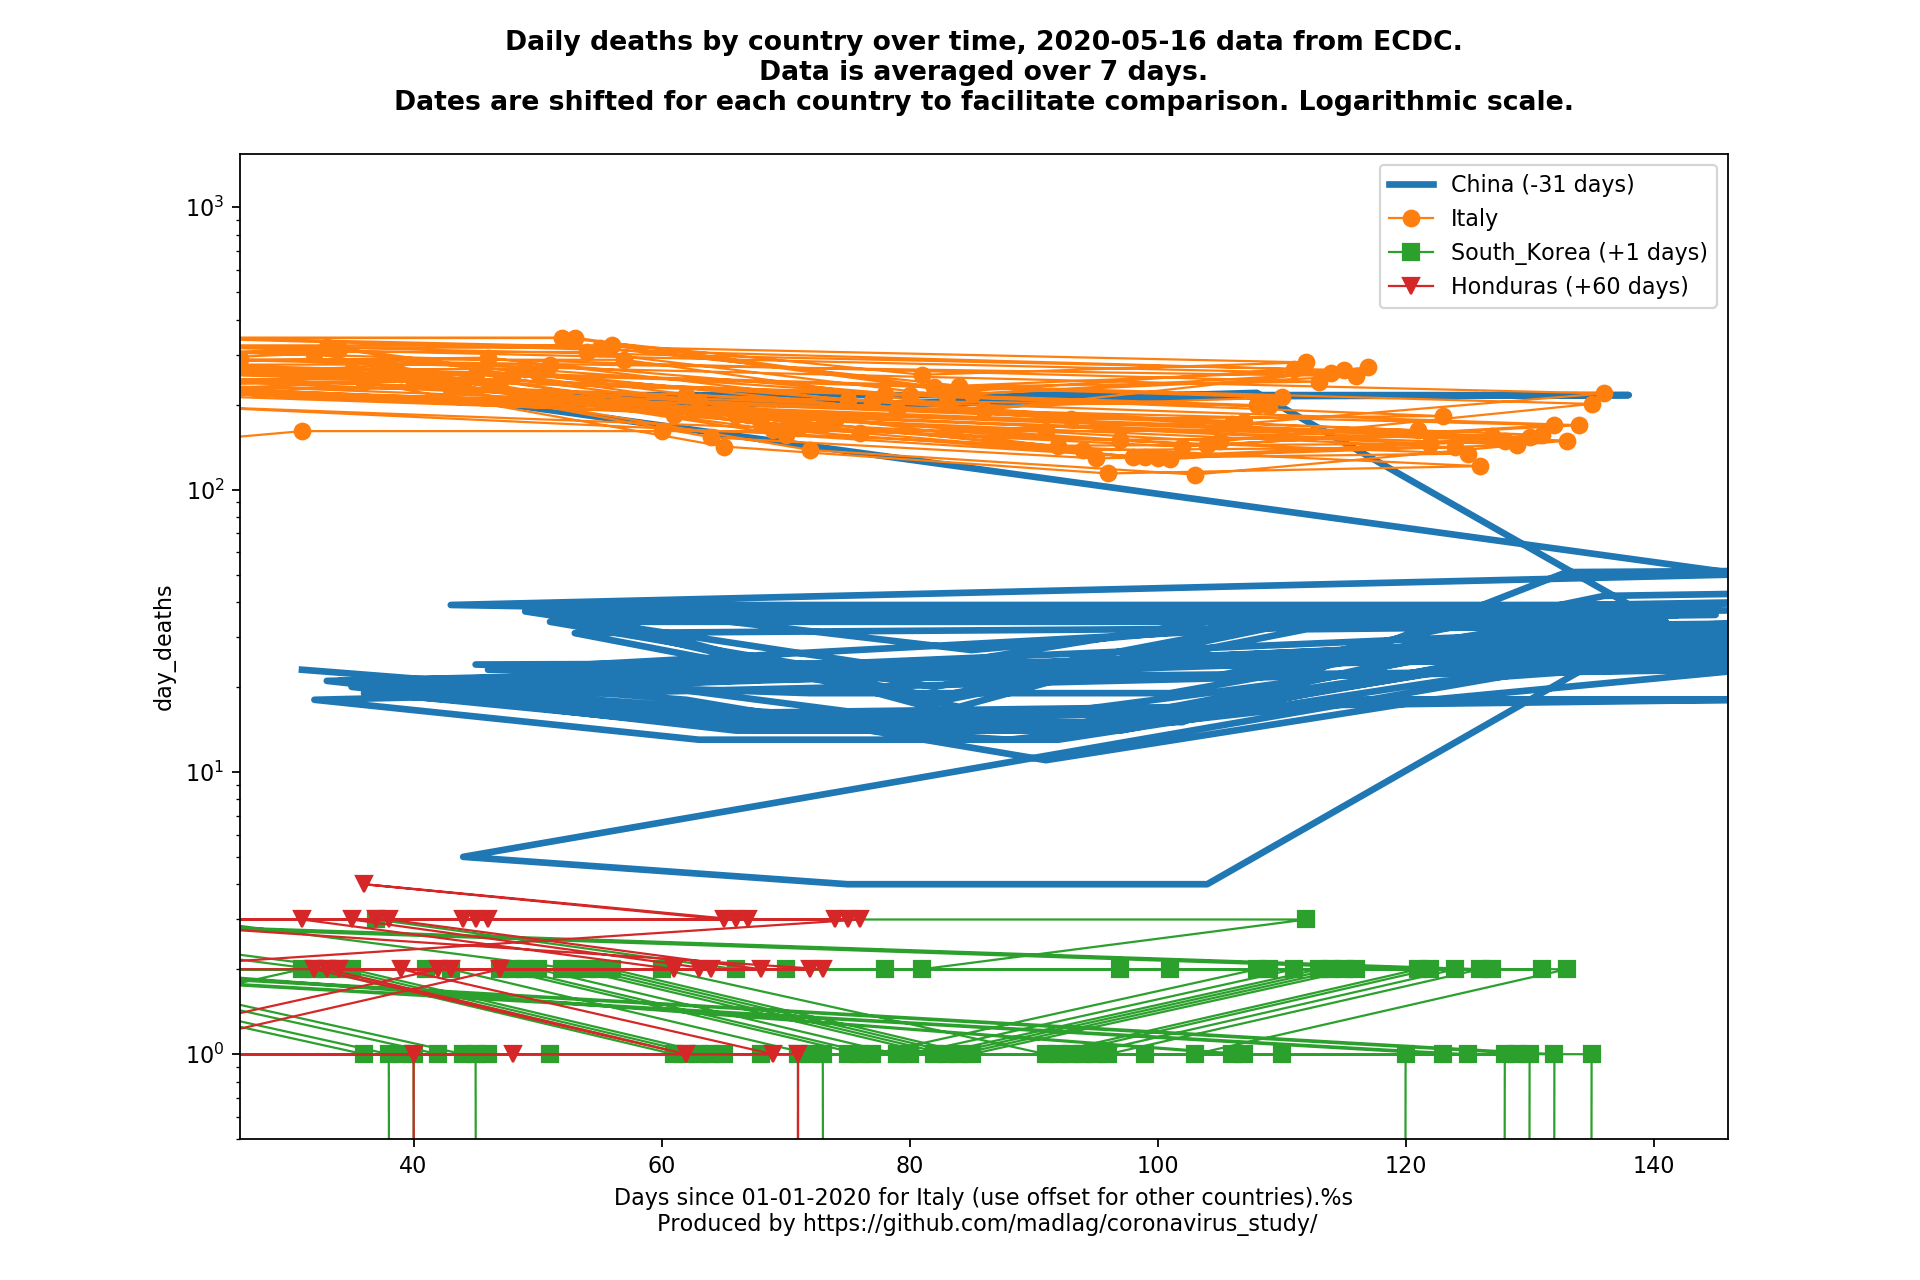 Daily deaths by country over time, 2020-05-16 data from ECDC.
Data is averaged over 7 days.
Dates are shifted for each country to facilitate comparison. Logarithmic scale.
China (-31 days)
Italy
South_Korea (+1 days)
Honduras (+60 days)
day_deaths
10³
10²
10¹
10⁰
40 60 80 100 120 140
Days since 01-01-2020 for Italy (use offset for other countries).%s
Produced by https://github.com/madlag/coronavirus_study/